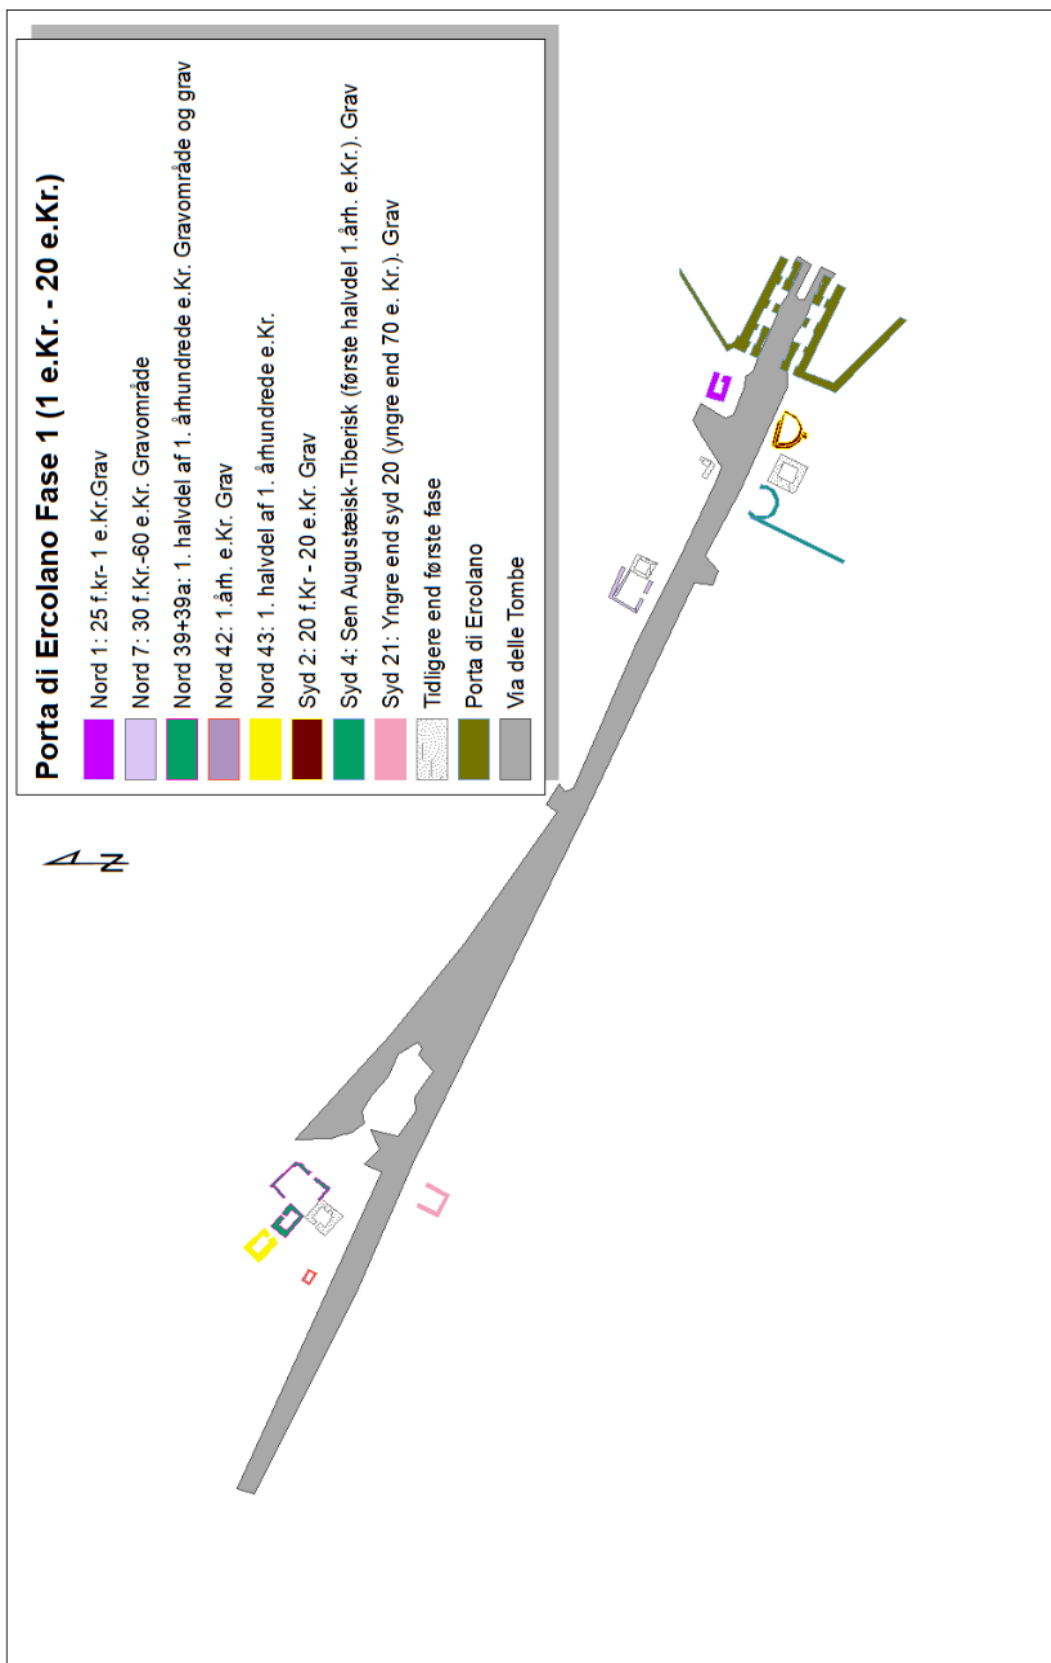 Porta di Ercolano Fase 1 (1 e.Kr. - 20 e.Kr.)
Nord 1: 25 f.kr- 1 e.Kr.Grav
Nord 7: 30 f.Kr.-60 e.Kr. Gravområde
Nord 39+39a: 1. halvdel af 1. århundrede e.Kr. Gravområde og grav
Nord 42: 1.årh. e.Kr. Grav
Nord 43: 1. halvdel af 1. århundrede e.Kr.
Syd 2: 20 f.Kr - 20 e.Kr. Grav
Syd 4: Sen Augustæisk-Tiberisk (første halvdel 1.årh. e.Kr.). Grav
Syd 21: Yngre end syd 20 (yngre end 70 e. Kr.). Grav
Tidligere end første fase
Porta di Ercolano
Via delle Tombe
N